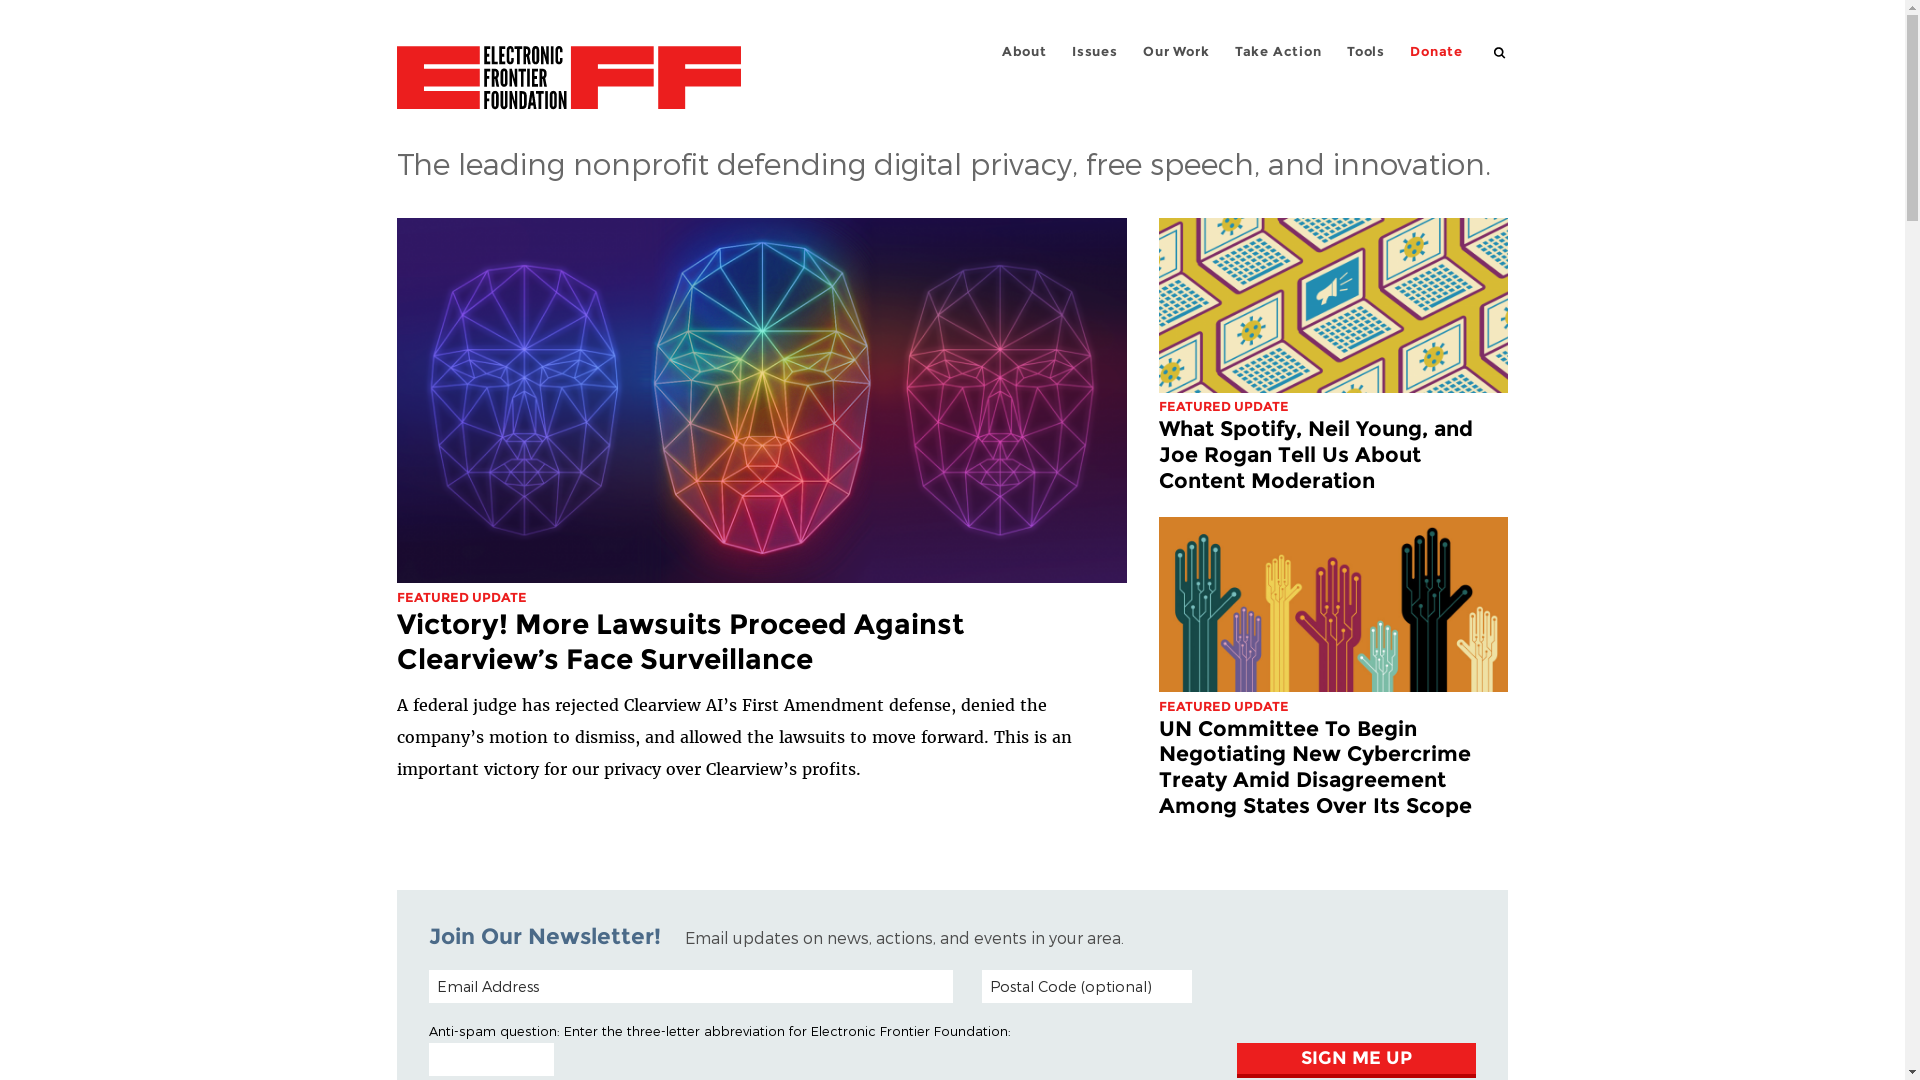 ELECTRONIC
FRONTIER
FOUNDATION
EFF
About Issues Our Work Take Action Tools Donate
The leading nonprofit defending digital privacy, free speech, and innovation.
FEATURED UPDATE
Victory! More Lawsuits Proceed Against
Clearview’s Face Surveillance
A federal judge has rejected Clearview AI’s First Amendment defense, denied the
company’s motion to dismiss, and allowed the lawsuits to move forward. This is an
important victory for our privacy over Clearview’s profits.
FEATURED UPDATE
What Spotify, Neil Young, and
Joe Rogan Tell Us About
Content Moderation
FEATURED UPDATE
UN Committee To Begin
Negotiating New Cybercrime
Treaty Amid Disagreement
Among States Over Its Scope
Join Our Newsletter! Email updates on news, actions, and events in your area.
Email Address Postal Code (optional)
Anti-spam question: Enter the three-letter abbreviation for Electronic Frontier Foundation:
SIGN ME UP